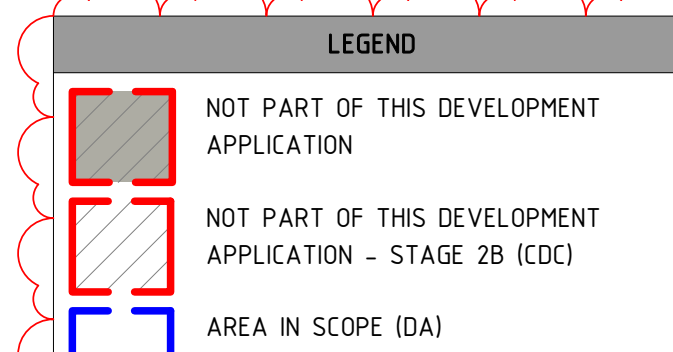 LEGEND
NOT PART OF THIS DEVELOPMENT
APPLICATION
NOT PART OF THIS DEVELOPMENT
APPLICATION - STAGE 2B (CDC)
AREA IN SCOPE (DA)